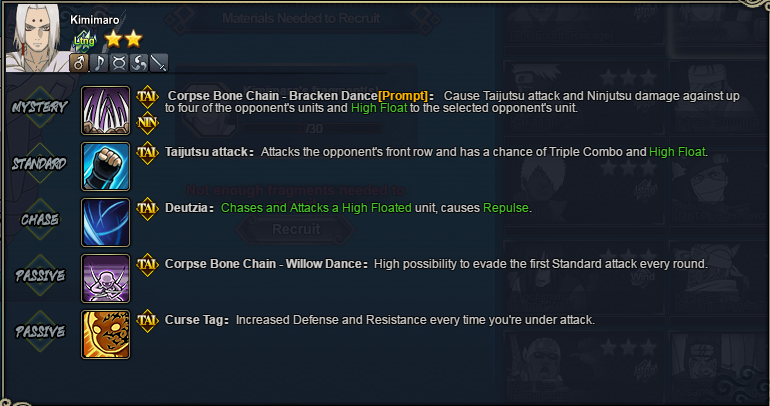 Materials Needed to Recruit
Kimimaro
Ltng
MYSTERY
TAI
NIN
Corpse Bone Chain - Bracken Dance[Prompt]: Cause Taijutsu attack and Ninjutsu damage against up
to four of the opponent's units and High Float to the selected opponent's unit.
/30
STANDARD
TAI
Taijutsu attack: Attacks the opponent's front row and has a chance of Triple Combo and High Float.
Not enough fragments needed to
CHASE
TAI
Deutzia: Chases and Attacks a High Floated unit, causes Repulse.
Recruit
PASSIVE
TAI
Corpse Bone Chain - Willow Dance: High possibility to evade the first Standard attack every round.
Wind
PASSIVE
TAI
Curse Tag: Increased Defense and Resistance every time you're under attack.